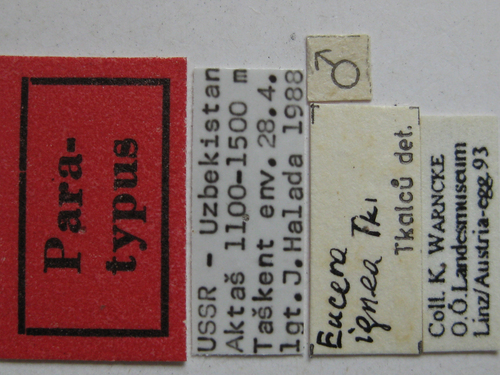 Para-
typus
USSR - Uzbekistan
Aktaš 1100-1500 m
Taškent env. 28.4.
lgt. J. Halada 1988
♂
Eucera
ignea Tkl
Tkalců det.
Coll. K. WARNCKE
O.Ö. Landesmuseum
Linz/Austria-egg. 93